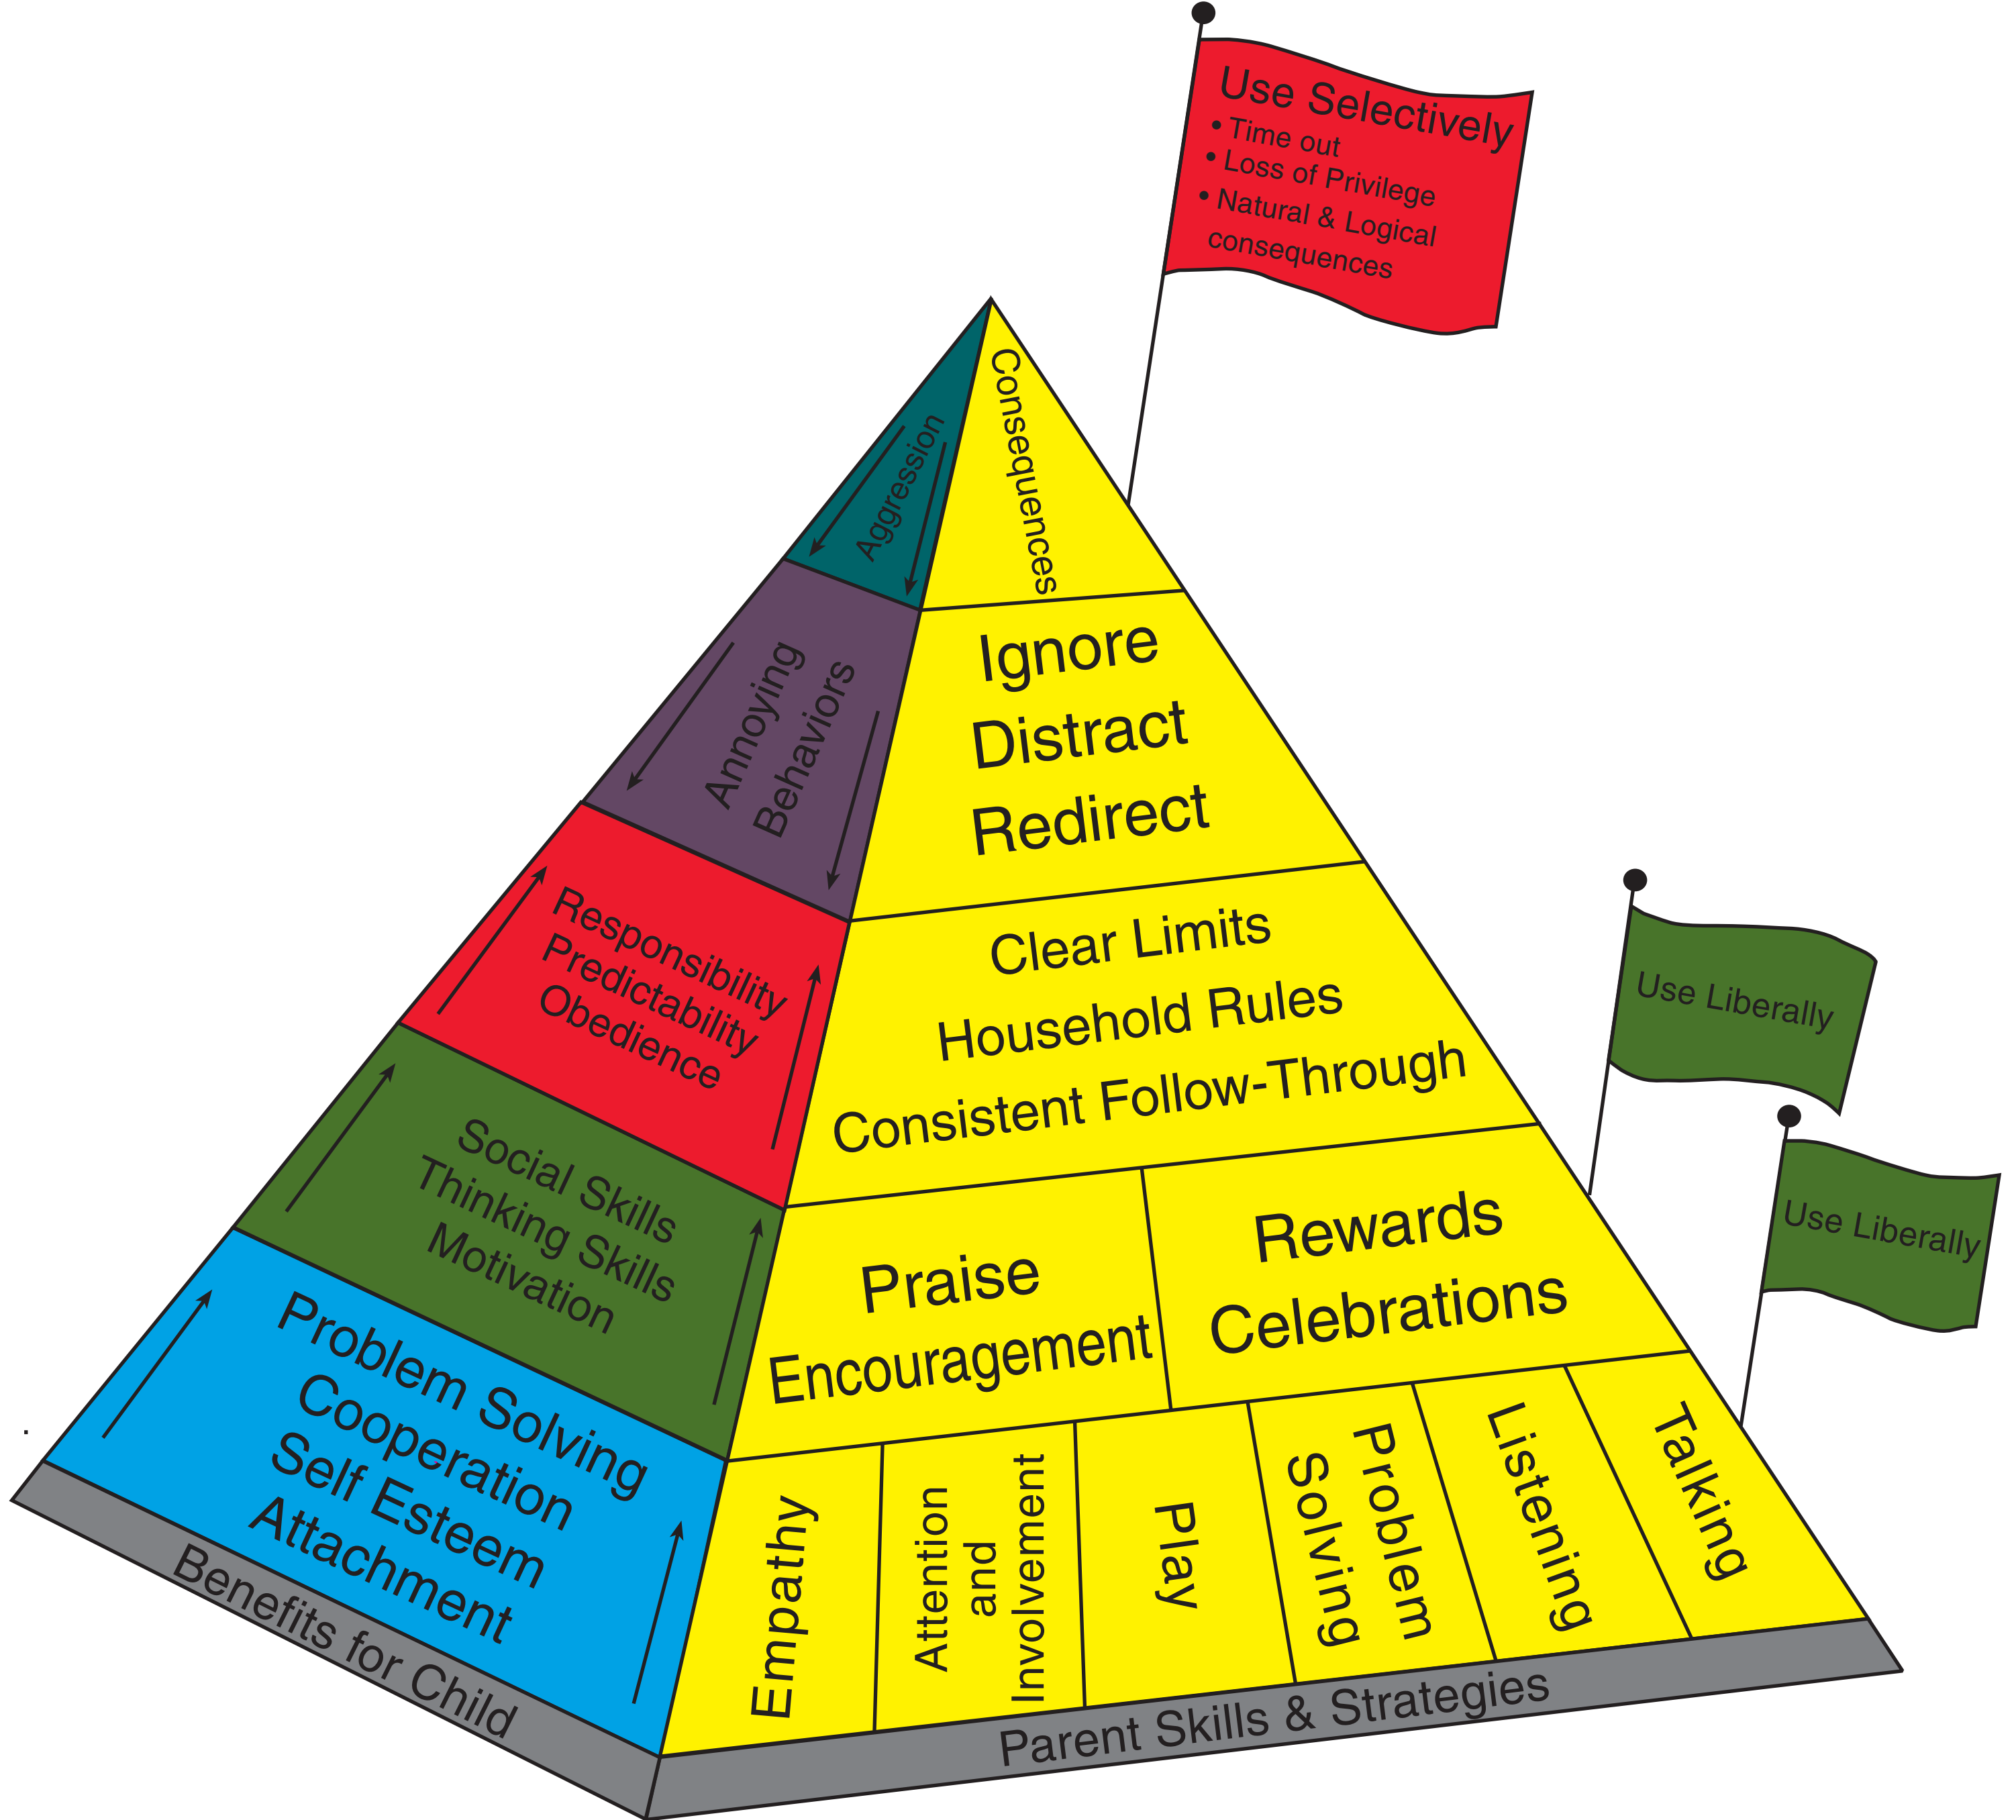 Use Selectively
• Time out
• Loss of Privilege
• Natural & Logical
consequences
Aggression
Consequences
Annoying
Behaviors
Ignore
Distract
Redirect
Responsibility
Predictability
Obedience
Clear Limits
Household Rules
Consistent Follow-Through
Use Liberally
Social Skills
Thinking Skills
Motivation
Praise
Encouragement
Rewards
Celebrations
Use Liberally
Problem Solving
Cooperation
Self Esteem
Attachment
Empathy
Attention
and
Involvement
Play
Problem
Solving
Listening
Talking
Benefits for Child
Parent Skills & Strategies